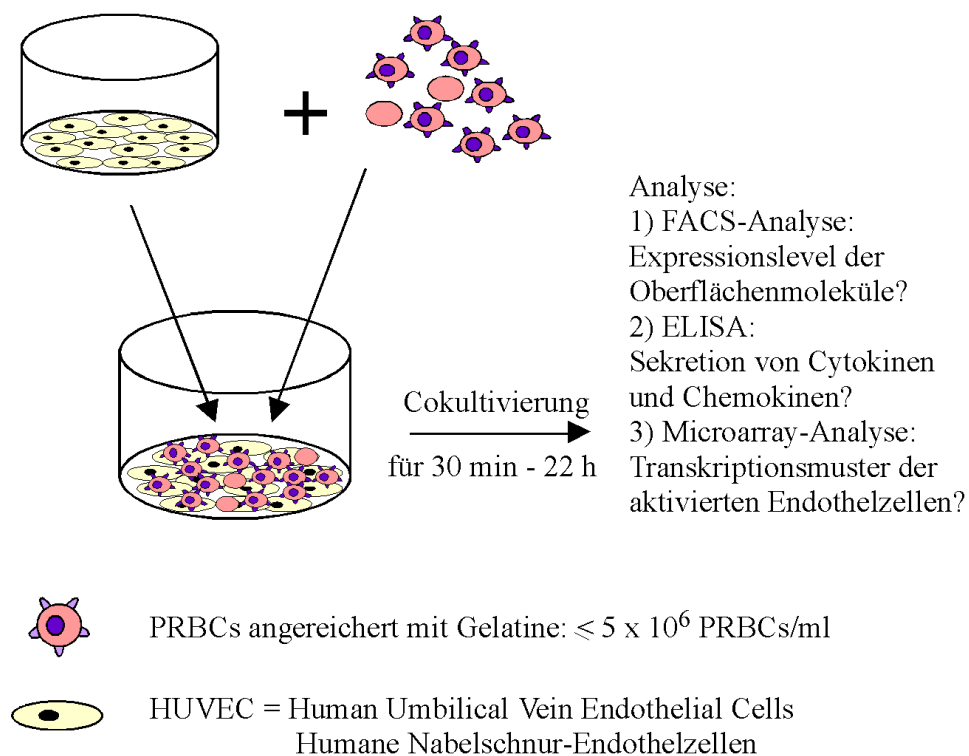 +
Analyse:
1) FACS-Analyse:
Expressionslevel der
Oberflächenmoleküle?
2) ELISA:
Sekretion von Cytokinen
und Chemokinen?
3) Microarray-Analyse:
Transkriptionsmuster der
aktivierten Endothelzellen?
Cokultivierung
für 30 min - 22 h
PRBCs angereichert mit Gelatine: ⩽ 5 x 10⁶ PRBCs/ml
HUVEC = Human Umbilical Vein Endothelial Cells
Humane Nabelschnur-Endothelzellen